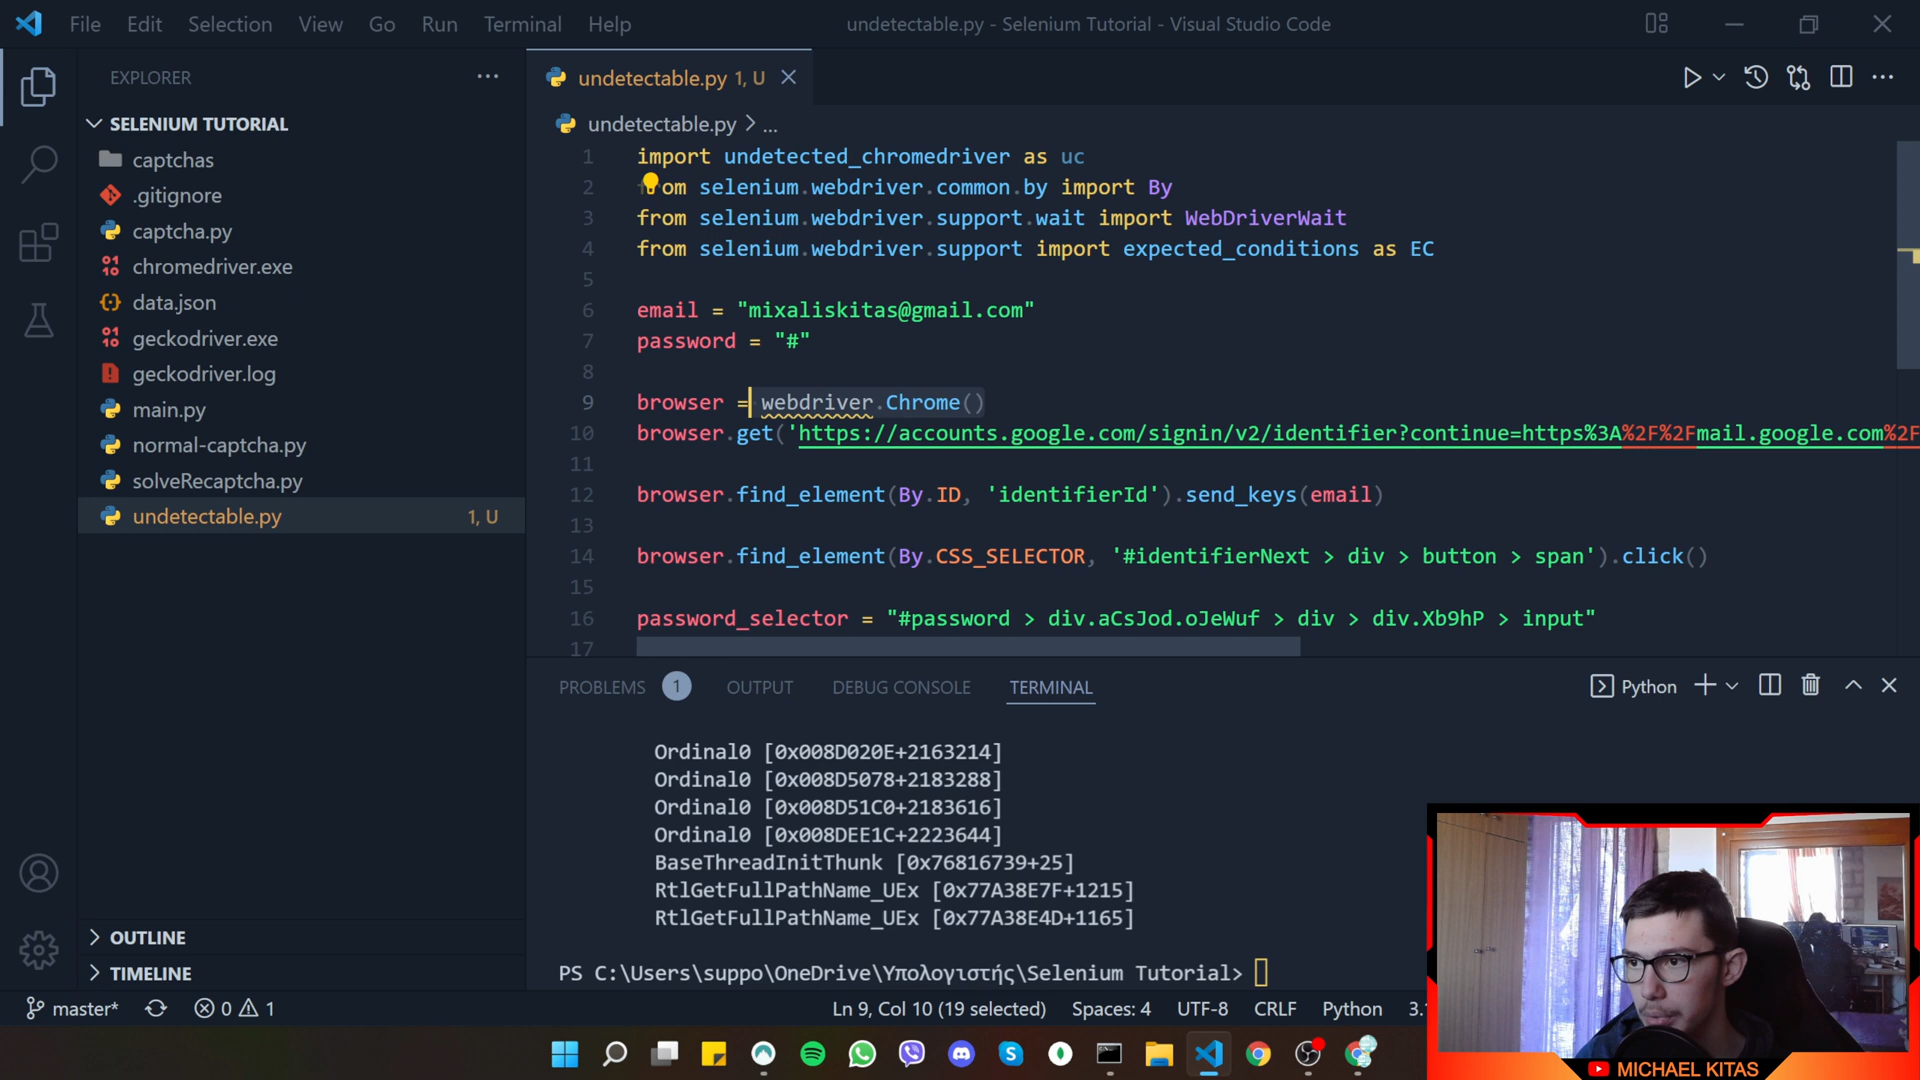 File Edit Selection View Go Run Terminal Help
undetectable.py - Selenium Tutorial - Visual Studio Code
EXPLORER
SELENIUM TUTORIAL
captchas
.gitignore
captcha.py
chromedriver.exe
data.json
geckodriver.exe
geckodriver.log
main.py
normal-captcha.py
solveRecaptcha.py
undetectable.py 1, U
OUTLINE
TIMELINE
undetectable.py 1, U
undetectable.py > ...
1 import undetected_chromedriver as uc
2 from selenium.webdriver.common.by import By
3 from selenium.webdriver.support.wait import WebDriverWait
4 from selenium.webdriver.support import expected_conditions as EC
5
6 email = "mixaliskitas@gmail.com"
7 password = "#"
8
9 browser = webdriver.Chrome()
10 browser.get('https://accounts.google.com/signin/v2/identifier?continue=https%3A%2F%2Fmail.google.com%2F
11
12 browser.find_element(By.ID, 'identifierId').send_keys(email)
13
14 browser.find_element(By.CSS_SELECTOR, '#identifierNext > div > button > span').click()
15
16 password_selector = "#password > div.aCsJod.oJeWuf > div > div.Xb9hP > input"
17
PROBLEMS 1 OUTPUT DEBUG CONSOLE TERMINAL
Python
Ordinal0 [0x008D020E+2163214]
Ordinal0 [0x008D5078+2183288]
Ordinal0 [0x008D51C0+2183616]
Ordinal0 [0x008DEE1C+2223644]
BaseThreadInitThunk [0x76816739+25]
RtlGetFullPathName_UEx [0x77A38E7F+1215]
RtlGetFullPathName_UEx [0x77A38E4D+1165]
PS C:\Users\suppo\OneDrive\Υπολογιστής\Selenium Tutorial>
master* 0 1
Ln 9, Col 10 (19 selected) Spaces: 4 UTF-8 CRLF Python
MICHAEL KITAS